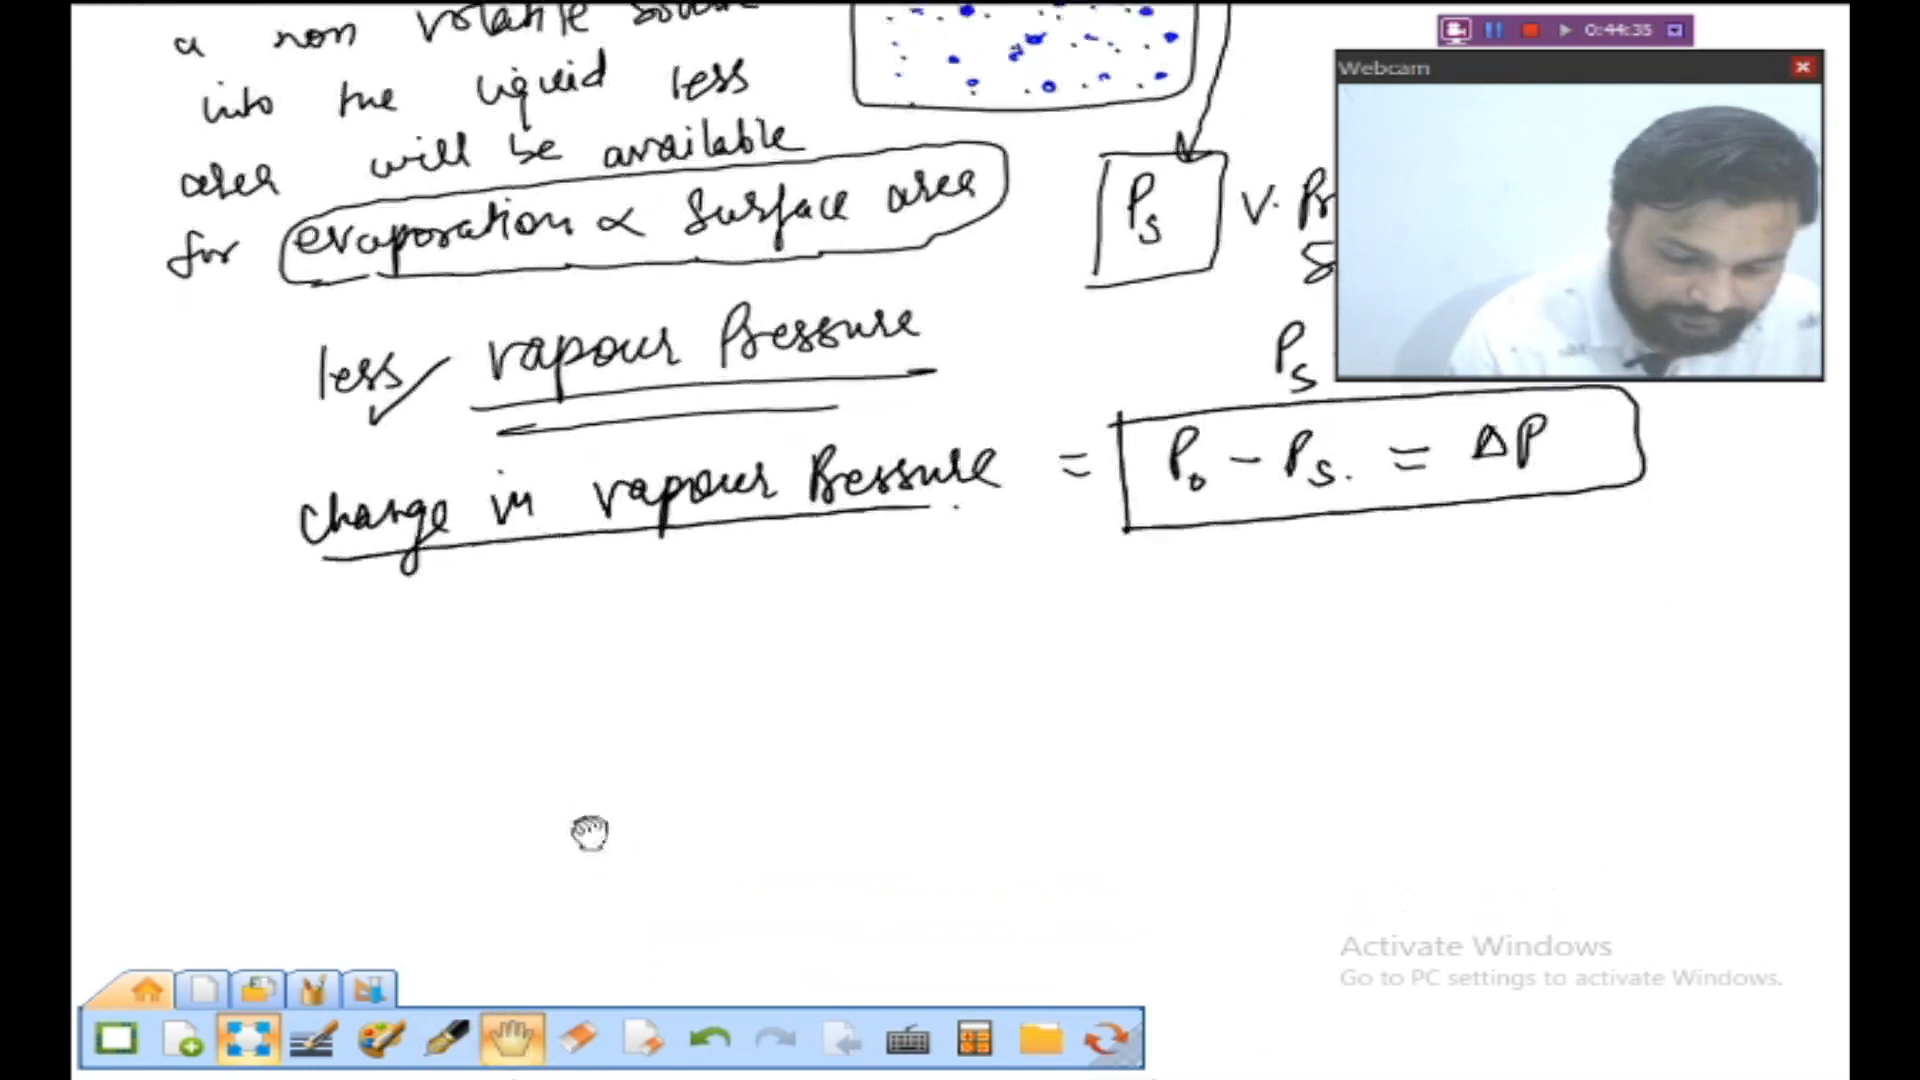 a non volatile
into the liquid less
area will be available
for evaporation ∝ Surface area
less vapour Pressure
change in vapour Pressure = P₀ - Pₛ. = ΔP
Pₛ V. Pr
Pₛ
0:44:35
Webcam
Activate Windows
Go to PC settings to activate Windows.